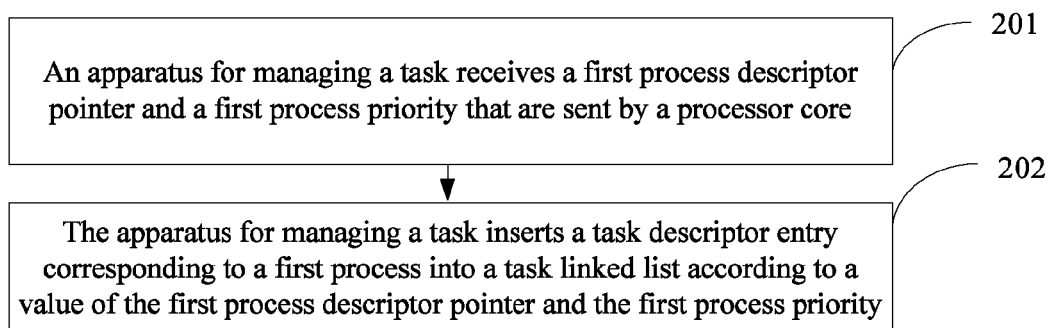 201
An apparatus for managing a task receives a first process descriptor
pointer and a first process priority that are sent by a processor core
202
The apparatus for managing a task inserts a task descriptor entry
corresponding to a first process into a task linked list according to a
value of the first process descriptor pointer and the first process priority